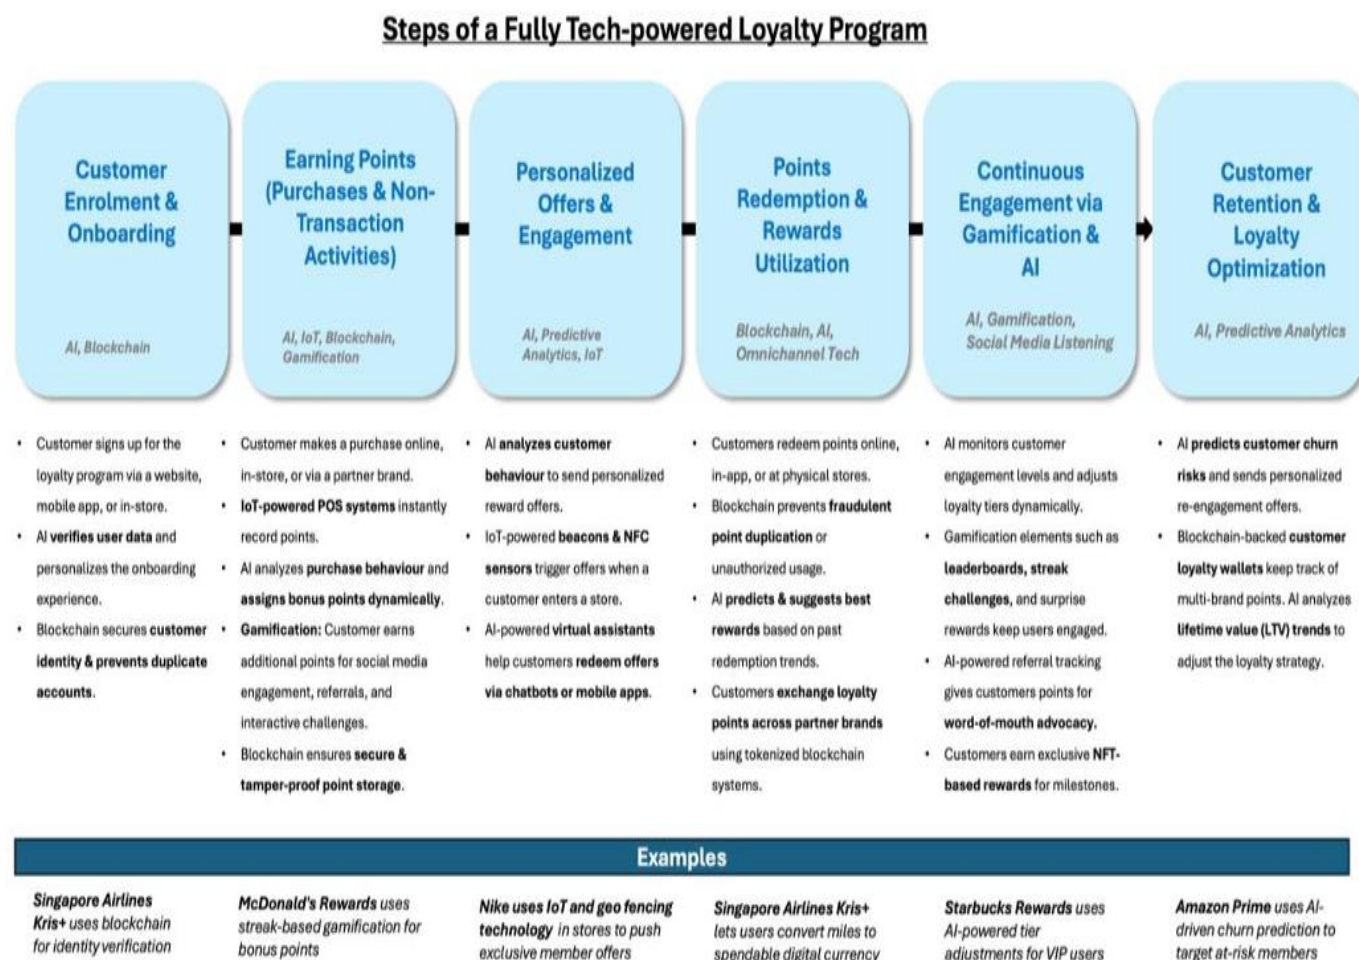 Steps of a Fully Tech-powered Loyalty Program
Customer
Enrolment &
Onboarding
AI, Blockchain
Earning Points
(Purchases & Non-
Transaction
Activities)
AI, IoT, Blockchain,
Gamification
Personalized
Offers &
Engagement
AI, Predictive
Analytics, IoT
Points
Redemption &
Rewards
Utilization
Blockchain, AI,
Omnichannel Tech
Continuous
Engagement via
Gamification &
AI
AI, Gamification,
Social Media Listening
Customer
Retention &
Loyalty
Optimization
AI, Predictive Analytics
• Customer signs up for the
loyalty program via a website,
mobile app, or in-store.
• AI verifies user data and
personalizes the onboarding
experience.
• Blockchain secures customer
identity & prevents duplicate
accounts.
• Customer makes a purchase online,
in-store, or via a partner brand.
• IoT-powered POS systems instantly
record points.
• AI analyzes purchase behaviour and
assigns bonus points dynamically.
• Gamification: Customer earns
additional points for social media
engagement, referrals, and
interactive challenges.
• Blockchain ensures secure &
tamper-proof point storage.
• AI analyzes customer
behaviour to send personalized
reward offers.
• IoT-powered beacons & NFC
sensors trigger offers when a
customer enters a store.
• AI-powered virtual assistants
help customers redeem offers
via chatbots or mobile apps.
• Customers redeem points online,
in-app, or at physical stores.
• Blockchain prevents fraudulent
point duplication or
unauthorized usage.
• AI predicts & suggests best
rewards based on past
redemption trends.
• Customers exchange loyalty
points across partner brands
using tokenized blockchain
systems.
• AI monitors customer
engagement levels and adjusts
loyalty tiers dynamically.
• Gamification elements such as
leaderboards, streak
challenges, and surprise
rewards keep users engaged.
• AI-powered referral tracking
gives customers points for
word-of-mouth advocacy.
• Customers earn exclusive NFT-
based rewards for milestones.
• AI predicts customer churn
risks and sends personalized
re-engagement offers.
• Blockchain-backed customer
loyalty wallets keep track of
multi-brand points. AI analyzes
lifetime value (LTV) trends to
adjust the loyalty strategy.
Examples
Singapore Airlines
Kris+ uses blockchain
for identity verification
McDonald's Rewards uses
streak-based gamification for
bonus points
Nike uses IoT and geo fencing
technology in stores to push
exclusive member offers
Singapore Airlines Kris+
lets users convert miles to
spendable digital currency
Starbucks Rewards uses
AI-powered tier
adjustments for VIP users
Amazon Prime uses AI-
driven churn prediction to
target at-risk members